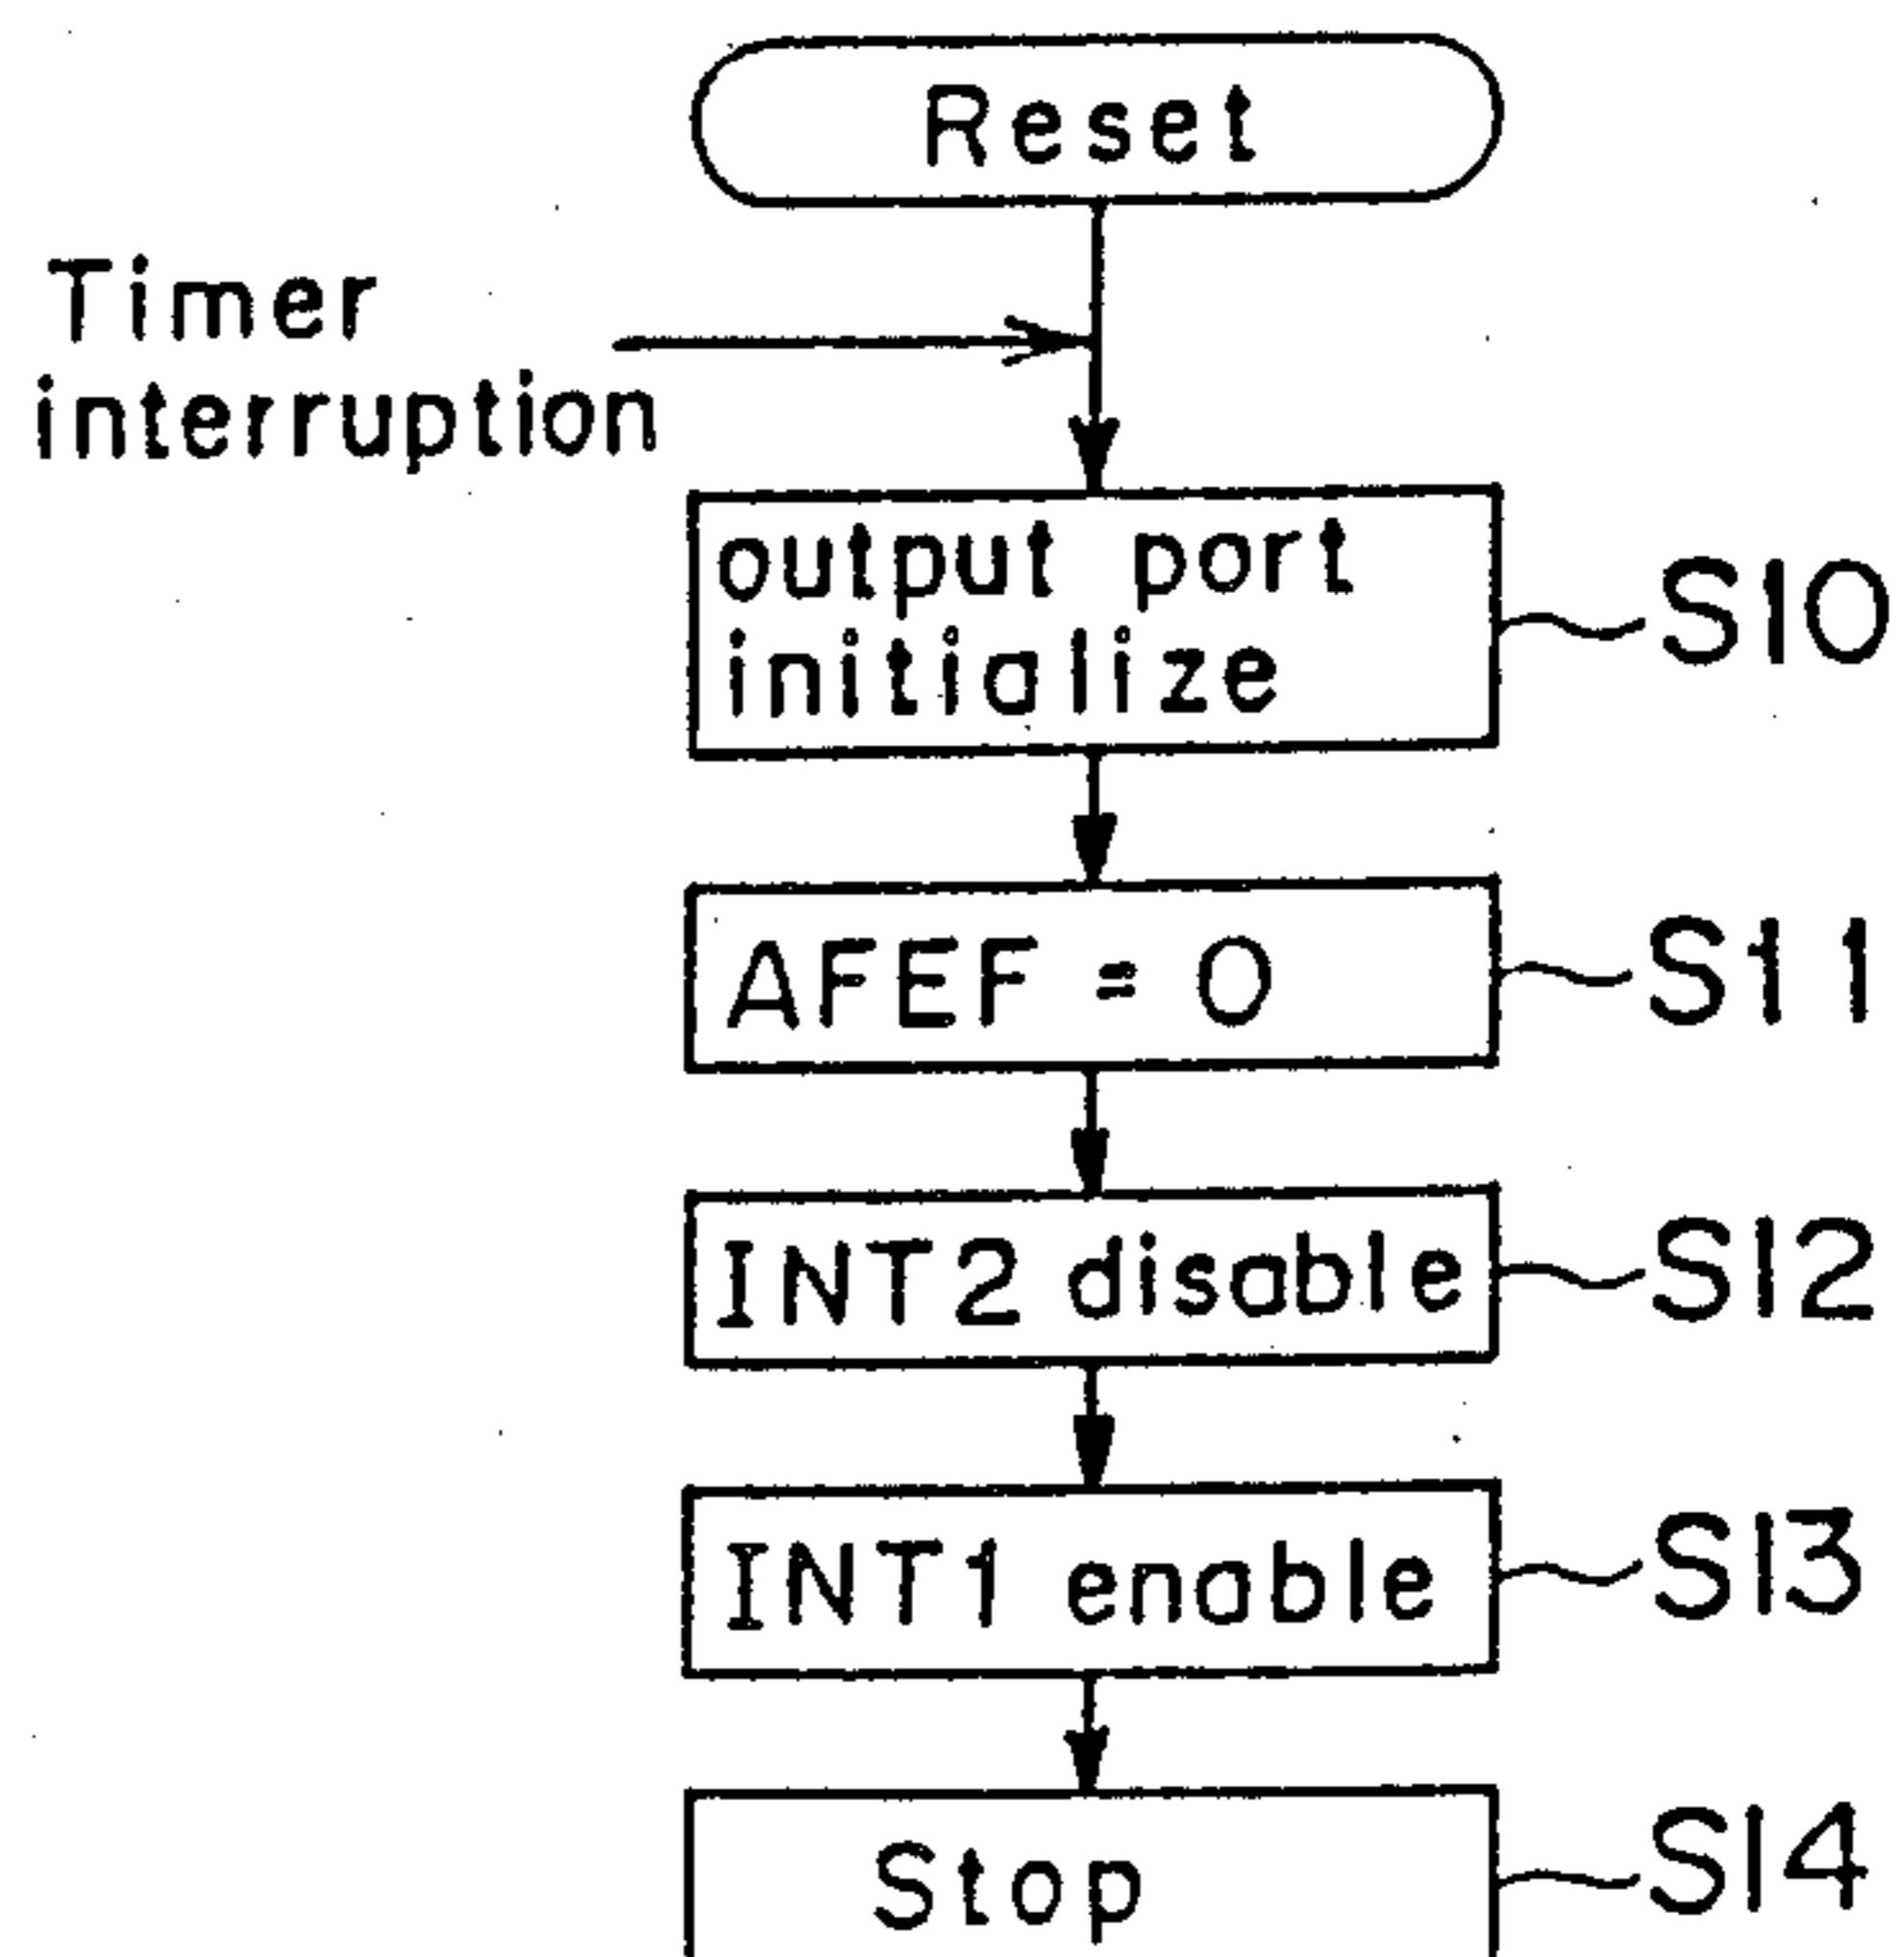 Reset
Timer
interruption
output port
initialize
S10
AFEF = 0
S11
INT2 disable
S12
INT1 enable
S13
Stop
S14